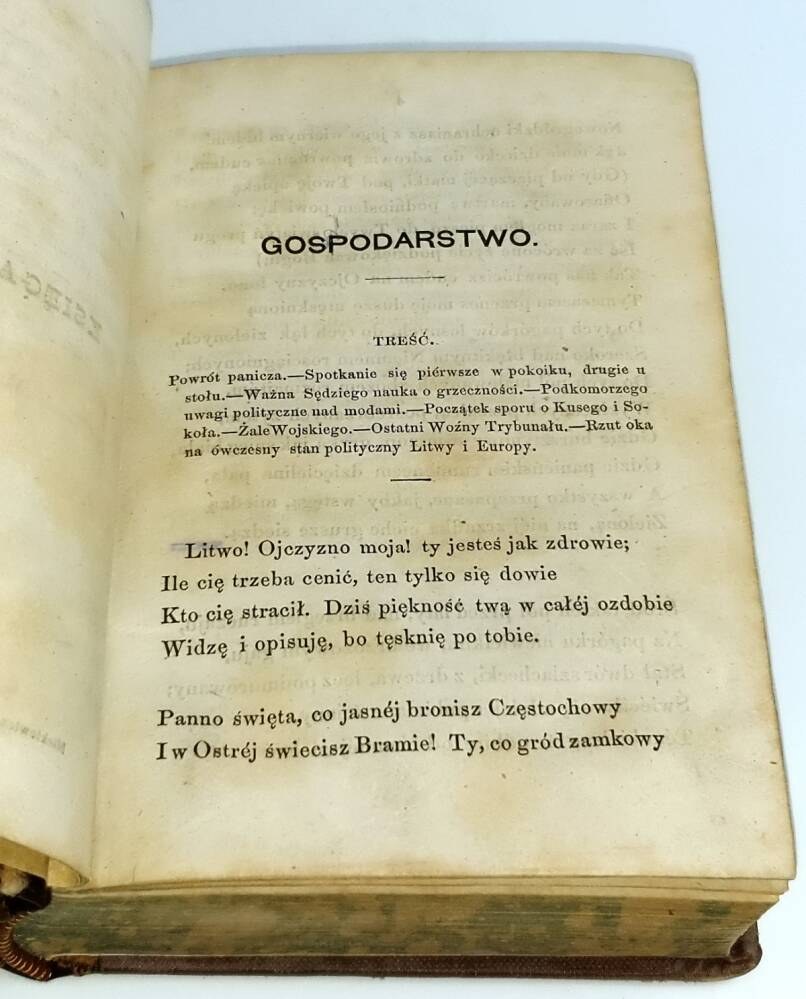 GOSPODARSTWO.
TREŚĆ.
Powrót panicza.—Spotkanie się piérwsze w pokoiku, drugie u
stołu.—Ważna Sędziego nauka o grzeczności.—Podkomorzego
uwagi polityczne nad modami.—Początek sporu o Kusego i So-
koła.—Żale Wojskiego.—Ostatni Woźny Trybunału.—Rzut oka
na ówczesny stan polityczny Litwy i Europy.
Litwo! Ojczyzno moja! ty jesteś jak zdrowie;
Ile cię trzeba cenić, ten tylko się dowie
Kto cię stracił. Dziś piękność twą w całéj ozdobie
Widzę i opisuję, bo tęsknię po tobie.
Panno święta, co jasnéj bronisz Częstochowy
I w Ostréj świecisz Bramie! Ty, co gród zamkowy